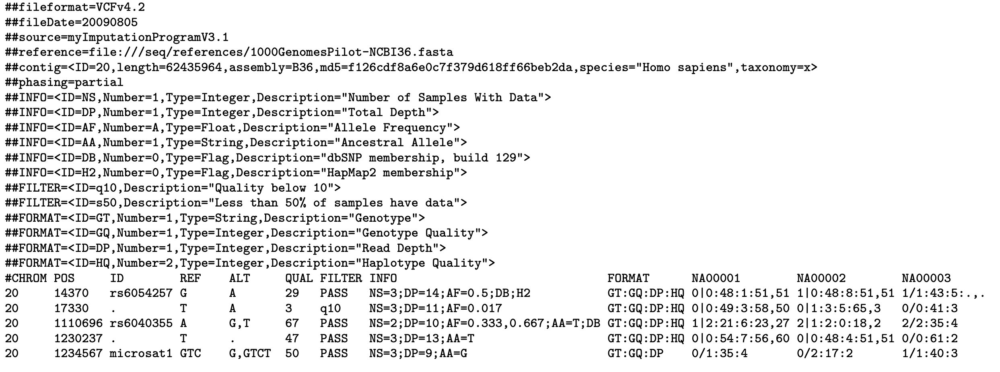 ##fileformat=VCFv4.2
##fileDate=20090805
##source=myImputationProgramV3.1
##reference=file:///seq/references/1000GenomesPilot-NCBI36.fasta
##contig=<ID=20,length=62435964,assembly=B36,md5=f126cdf8a6e0c7f379d618ff66beb2da,species="Homo sapiens",taxonomy=x>
##phasing=partial
##INFO=<ID=NS,Number=1,Type=Integer,Description="Number of Samples With Data">
##INFO=<ID=DP,Number=1,Type=Integer,Description="Total Depth">
##INFO=<ID=AF,Number=A,Type=Float,Description="Allele Frequency">
##INFO=<ID=AA,Number=1,Type=String,Description="Ancestral Allele">
##INFO=<ID=DB,Number=0,Type=Flag,Description="dbSNP membership, build 129">
##INFO=<ID=H2,Number=0,Type=Flag,Description="HapMap2 membership">
##FILTER=<ID=q10,Description="Quality below 10">
##FILTER=<ID=s50,Description="Less than 50% of samples have data">
##FORMAT=<ID=GT,Number=1,Type=String,Description="Genotype">
##FORMAT=<ID=GQ,Number=1,Type=Integer,Description="Genotype Quality">
##FORMAT=<ID=DP,Number=1,Type=Integer,Description="Read Depth">
##FORMAT=<ID=HQ,Number=2,Type=Integer,Description="Haplotype Quality">
#CHROM POS     ID        REF    ALT     QUAL FILTER INFO                              FORMAT      NA00001        NA00002        NA00003
20     14370   rs6054257 G      A       29   PASS   NS=3;DP=14;AF=0.5;DB;H2           GT:GQ:DP:HQ 0|0:48:1:51,51 1|0:48:8:51,51 1/1:43:5:.,.
20     17330   .         T      A       3    q10    NS=3;DP=11;AF=0.017               GT:GQ:DP:HQ 0|0:49:3:58,50 0|1:3:5:65,3   0/0:41:3
20     1110696 rs6040355 A      G,T     67   PASS   NS=2;DP=10;AF=0.333,0.667;AA=T;DB GT:GQ:DP:HQ 1|2:21:6:23,27 2|1:2:0:18,2   2/2:35:4
20     1230237 .         T      .       47   PASS   NS=3;DP=13;AA=T                   GT:GQ:DP:HQ 0|0:54:7:56,60 0|0:48:4:51,51 0/0:61:2
20     1234567 microsat1 GTC    G,GTCT  50   PASS   NS=3;DP=9;AA=G                    GT:GQ:DP    0/1:35:4       0/2:17:2       1/1:40:3